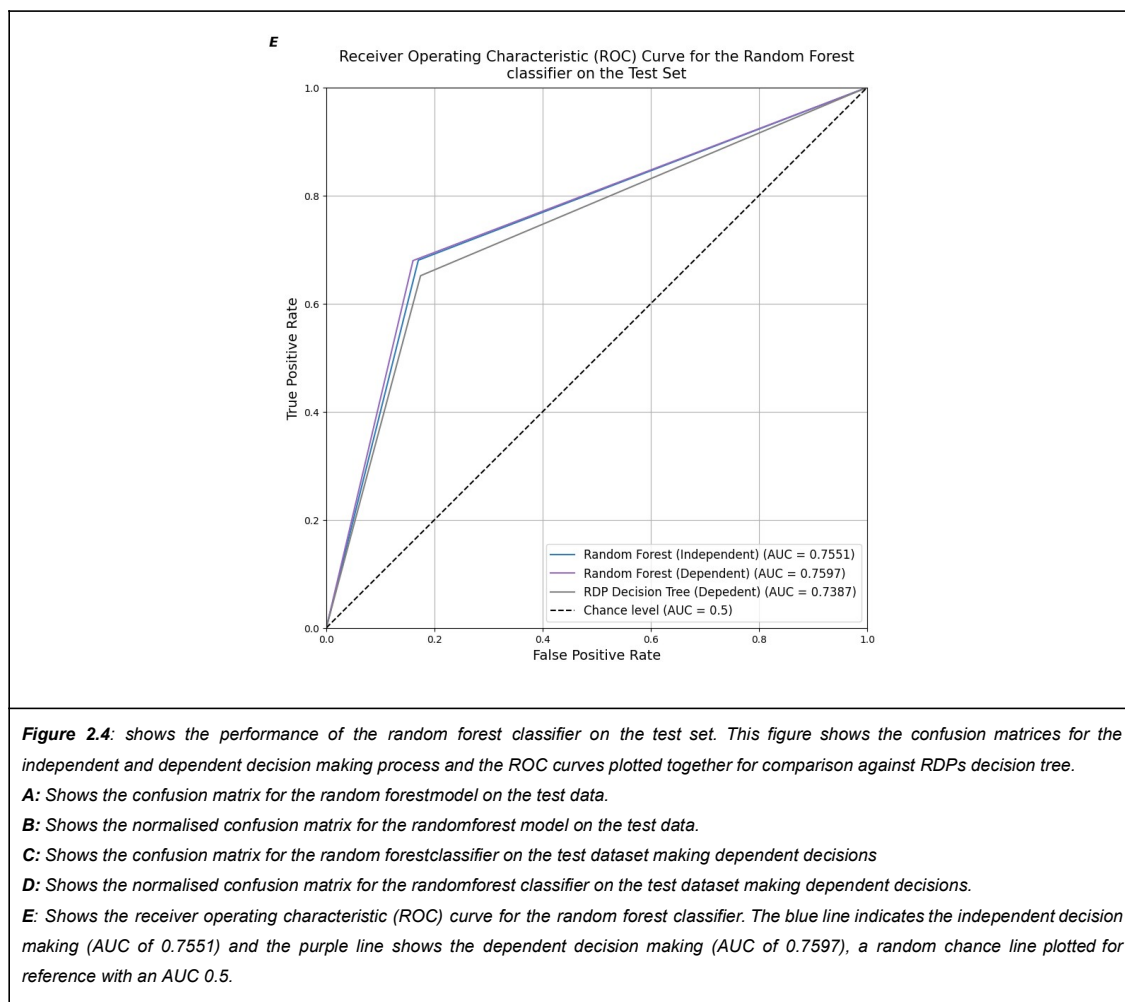 E
Receiver Operating Characteristic (ROC) Curve for the Random Forest
classifier on the Test Set
1.0
0.8
0.6
0.4
0.2
0.0
True Positive Rate
Random Forest (Independent) (AUC = 0.7551)
Random Forest (Dependent) (AUC = 0.7597)
RDP Decision Tree (Depedent) (AUC = 0.7387)
Chance level (AUC = 0.5)
0.0 0.2 0.4 0.6 0.8 1.0
False Positive Rate
Figure 2.4: shows the performance of the random forest classifier on the test set. This figure shows the confusion matrices for the
independent and dependent decision making process and the ROC curves plotted together for comparison against RDPs decision tree.
A: Shows the confusion matrix for the random forestmodel on the test data.
B: Shows the normalised confusion matrix for the randomforest model on the test data.
C: Shows the confusion matrix for the random forestclassifier on the test dataset making dependent decisions
D: Shows the normalised confusion matrix for the randomforest classifier on the test dataset making dependent decisions.
E: Shows the receiver operating characteristic (ROC) curve for the random forest classifier. The blue line indicates the independent decision
making (AUC of 0.7551) and the purple line shows the dependent decision making (AUC of 0.7597), a random chance line plotted for
reference with an AUC 0.5.